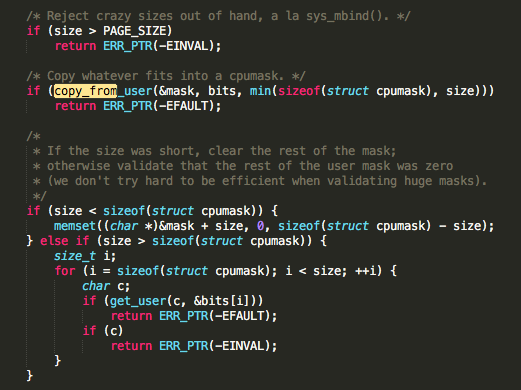 /* Reject crazy sizes out of hand, a la sys_mbind(). */
if (size > PAGE_SIZE)
    return ERR_PTR(-EINVAL);

/* Copy whatever fits into a cpumask. */
if (copy_from_user(&mask, bits, min(sizeof(struct cpumask), size)))
    return ERR_PTR(-EFAULT);

/*
 * If the size was short, clear the rest of the mask;
 * otherwise validate that the rest of the user mask was zero
 * (we don't try hard to be efficient when validating huge masks).
 */
if (size < sizeof(struct cpumask)) {
    memset((char *)&mask + size, 0, sizeof(struct cpumask) - size);
} else if (size > sizeof(struct cpumask)) {
    size_t i;
    for (i = sizeof(struct cpumask); i < size; ++i) {
        char c;
        if (get_user(c, &bits[i]))
            return ERR_PTR(-EFAULT);
        if (c)
            return ERR_PTR(-EINVAL);
    }
}